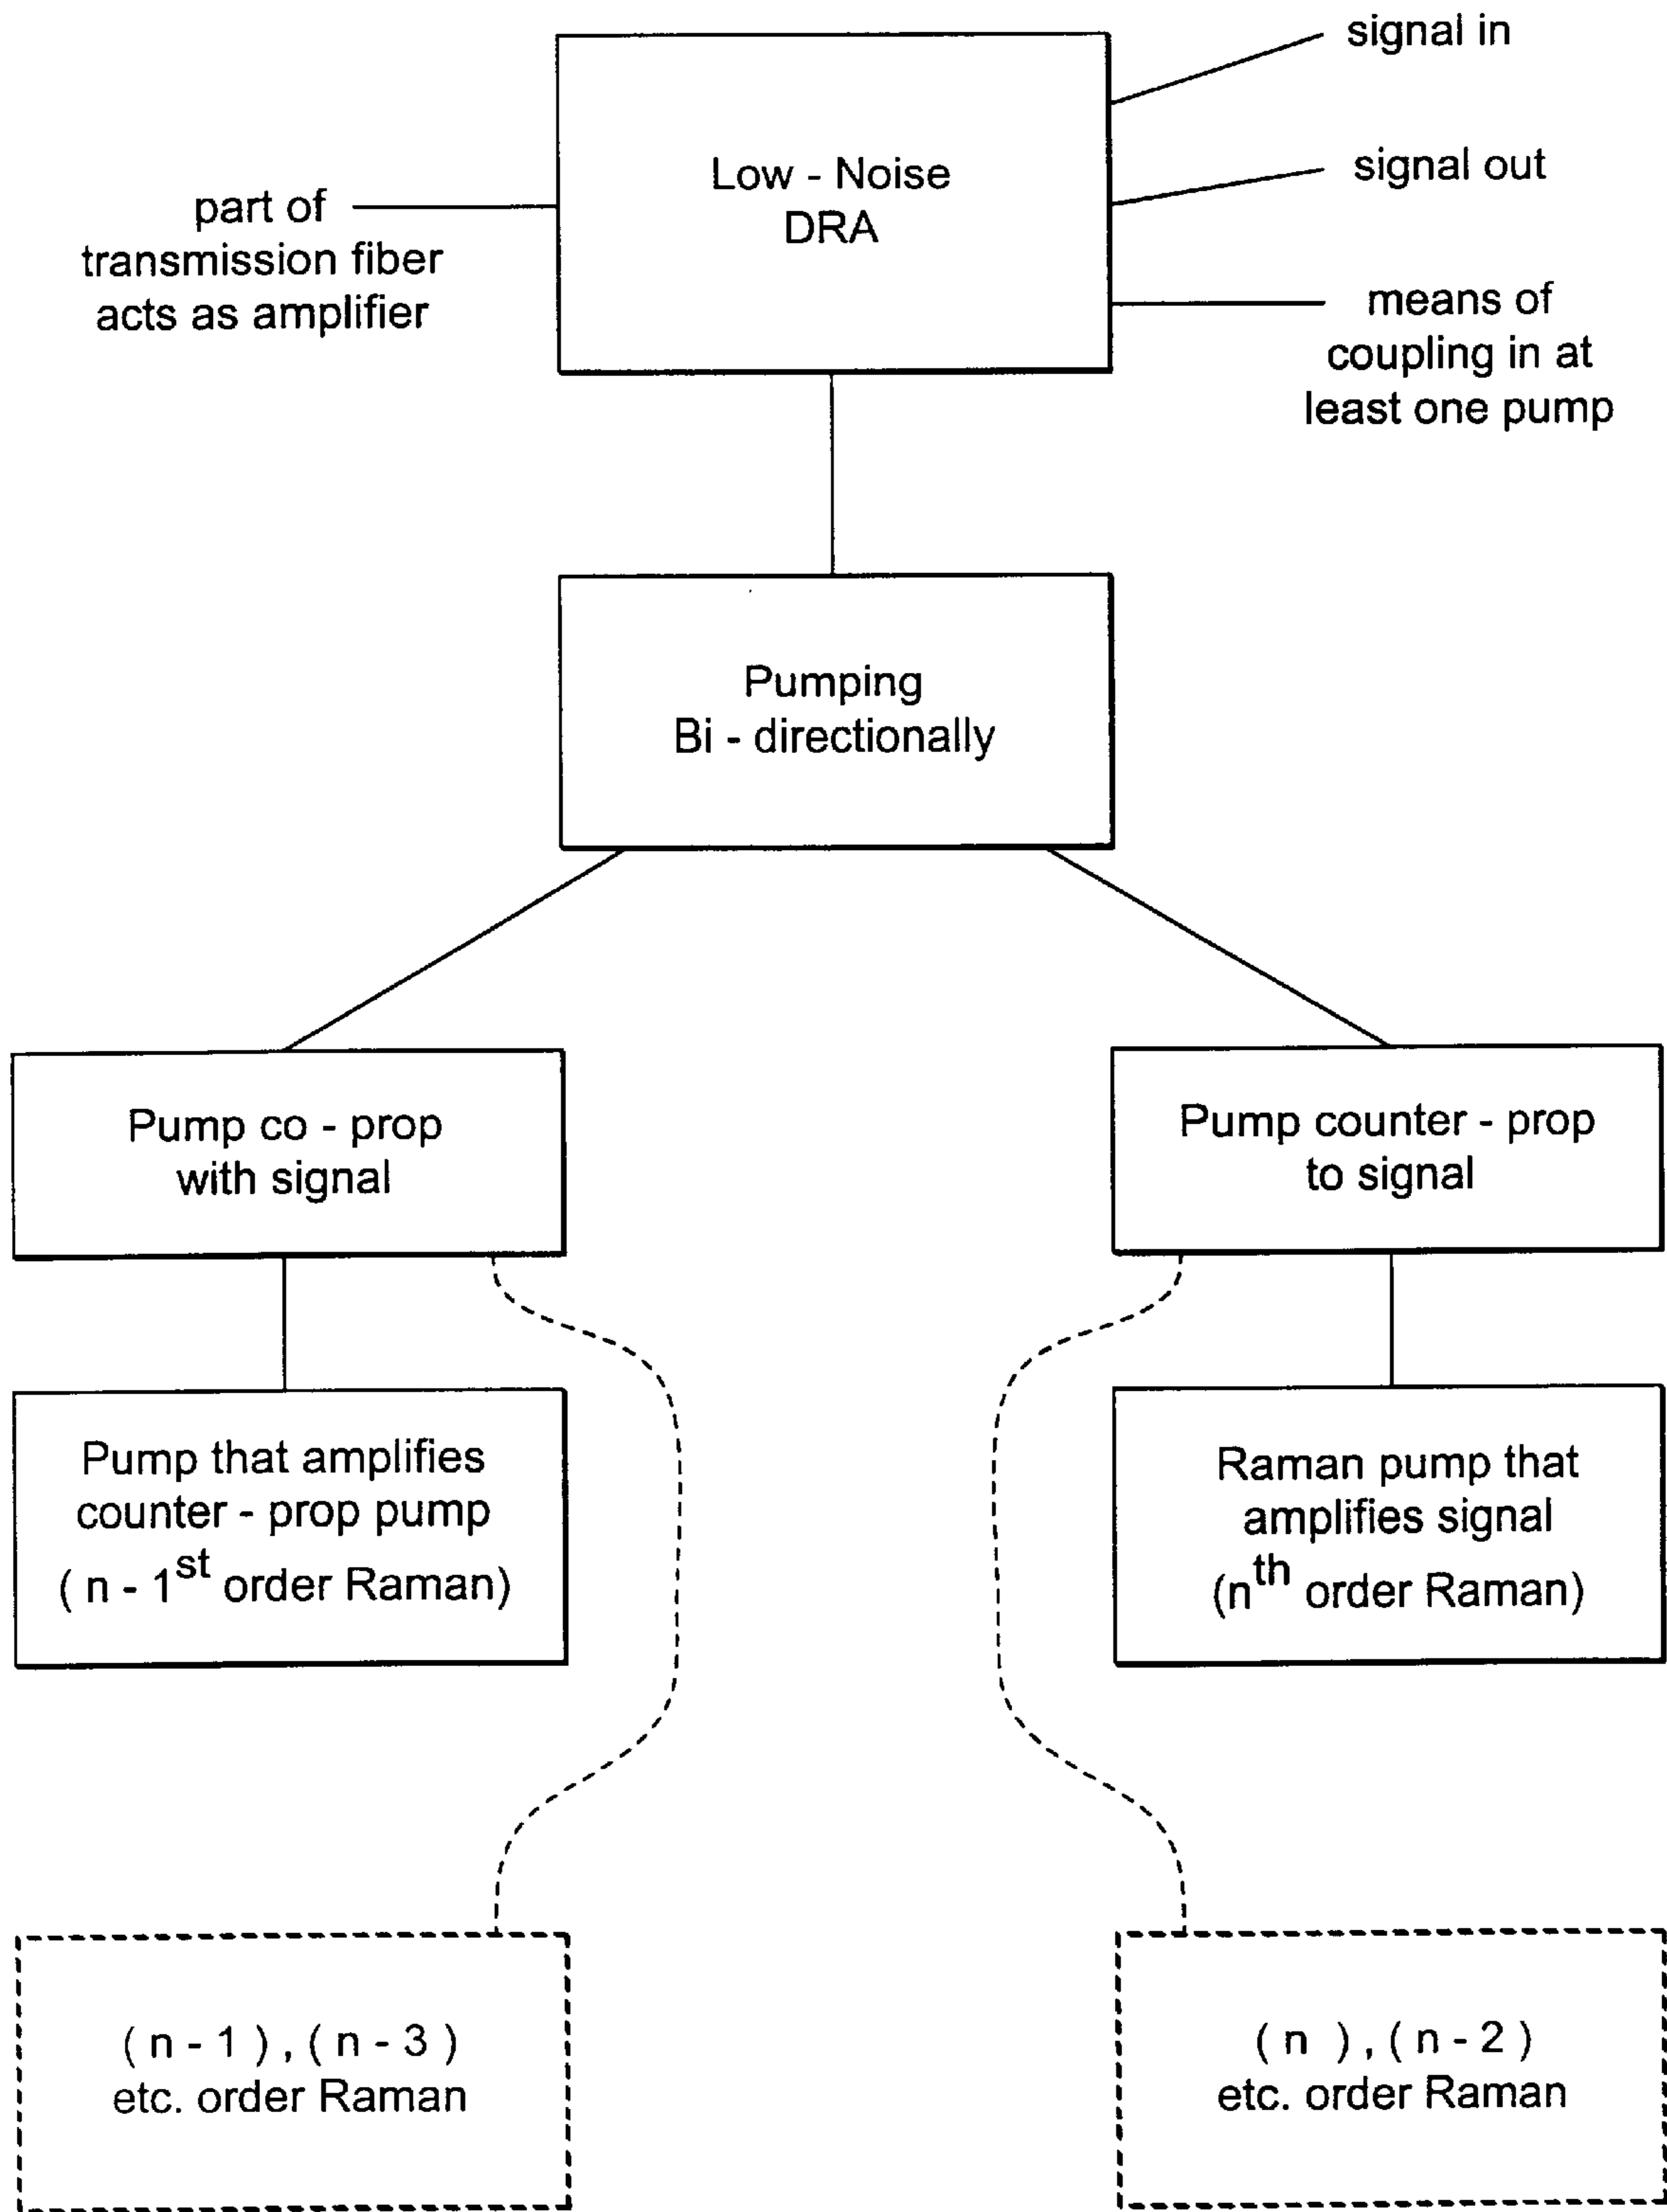 signal in
signal out
means of
coupling in at
least one pump
Low - Noise
DRA
part of
transmission fiber
acts as amplifier
Pumping
Bi - directionally
Pump co - prop
with signal
Pump counter - prop
to signal
Pump that amplifies
counter - prop pump
( n - 1st order Raman)
Raman pump that
amplifies signal
(nth order Raman)
( n - 1 ) , ( n - 3 )
etc. order Raman
( n ) , ( n - 2 )
etc. order Raman